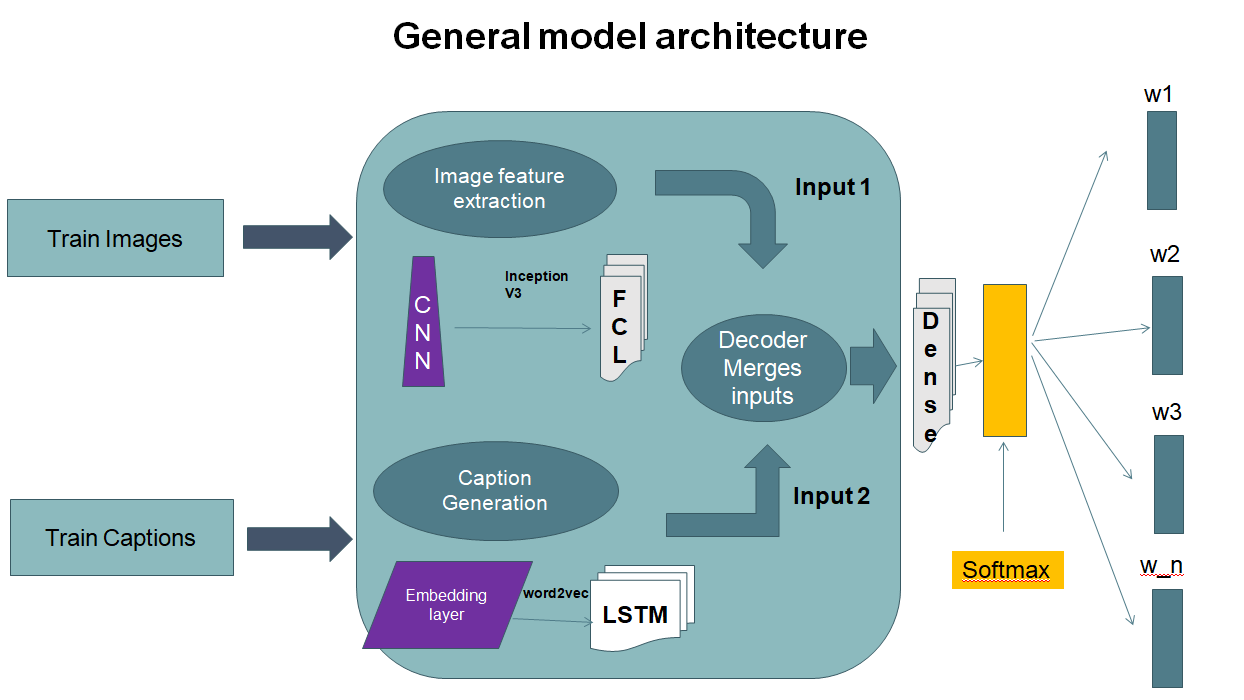 General model architecture
w1
Image feature
extraction
Input 1
Train Images
w2
Inception
V3
C
N
N
F
C
L
D
e
n
s
e
Decoder
Merges
inputs
w3
Caption
Generation
Input 2
Train Captions
Softmax
w_n
Embedding
layer
word2vec
LSTM